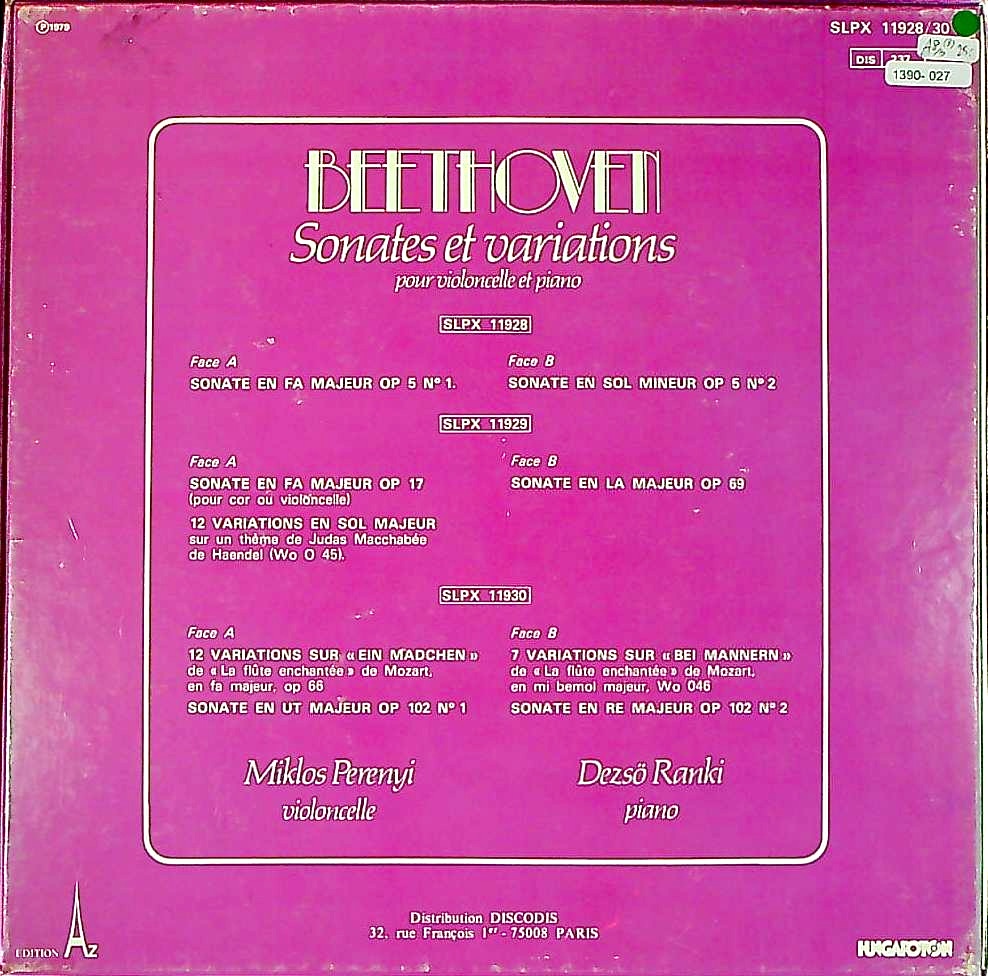 ℗1979
SLPX 11928/30
DIS
1390-027
BEETHOVEN
Sonates et variations
pour violoncelle et piano
SLPX 11928
Face A
SONATE EN FA MAJEUR OP 5 N° 1.
Face B
SONATE EN SOL MINEUR OP 5 N° 2
SLPX 11929
Face A
SONATE EN FA MAJEUR OP 17
(pour cor ou violoncelle)
12 VARIATIONS EN SOL MAJEUR
sur un thème de Judas Macchabée
de Haendel (Wo O 45).
Face B
SONATE EN LA MAJEUR OP 69
SLPX 11930
Face A
12 VARIATIONS SUR «EIN MADCHEN»
de «La flûte enchantée» de Mozart,
en fa majeur, op 66
SONATE EN UT MAJEUR OP 102 N° 1
Face B
7 VARIATIONS SUR «BEI MANNERN»
de «La flûte enchantée» de Mozart,
en mi bemol majeur, Wo 046
SONATE EN RE MAJEUR OP 102 N° 2
Miklos Perenyi
violoncelle
Dezsö Ranki
piano
Distribution DISCODIS
32, rue François 1er - 75008 PARIS
EDITION AZ
HUNGAROTON